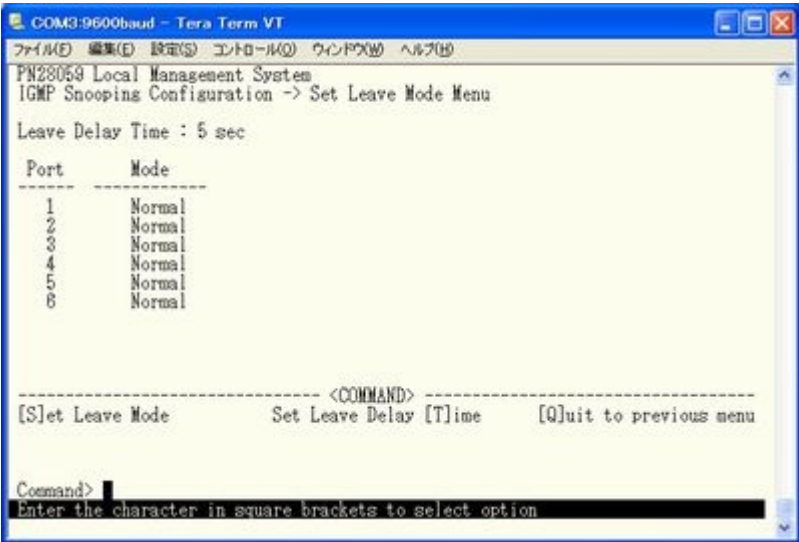 COM3:9600baud - Tera Term VT
ファイル(F) 編集(E) 設定(S) コントロール(O) ウィンドウ(W) ヘルプ(H)
PN28059 Local Management System
IGMP Snooping Configuration -> Set Leave Mode Menu
Leave Delay Time : 5 sec
Port Mode
------ ------------
1 Normal
2 Normal
3 Normal
4 Normal
5 Normal
6 Normal
-------------------------------- <COMMAND> -----------------------------------
[S]et Leave Mode Set Leave Delay [T]ime [Q]uit to previous menu
Command>
Enter the character in square brackets to select option